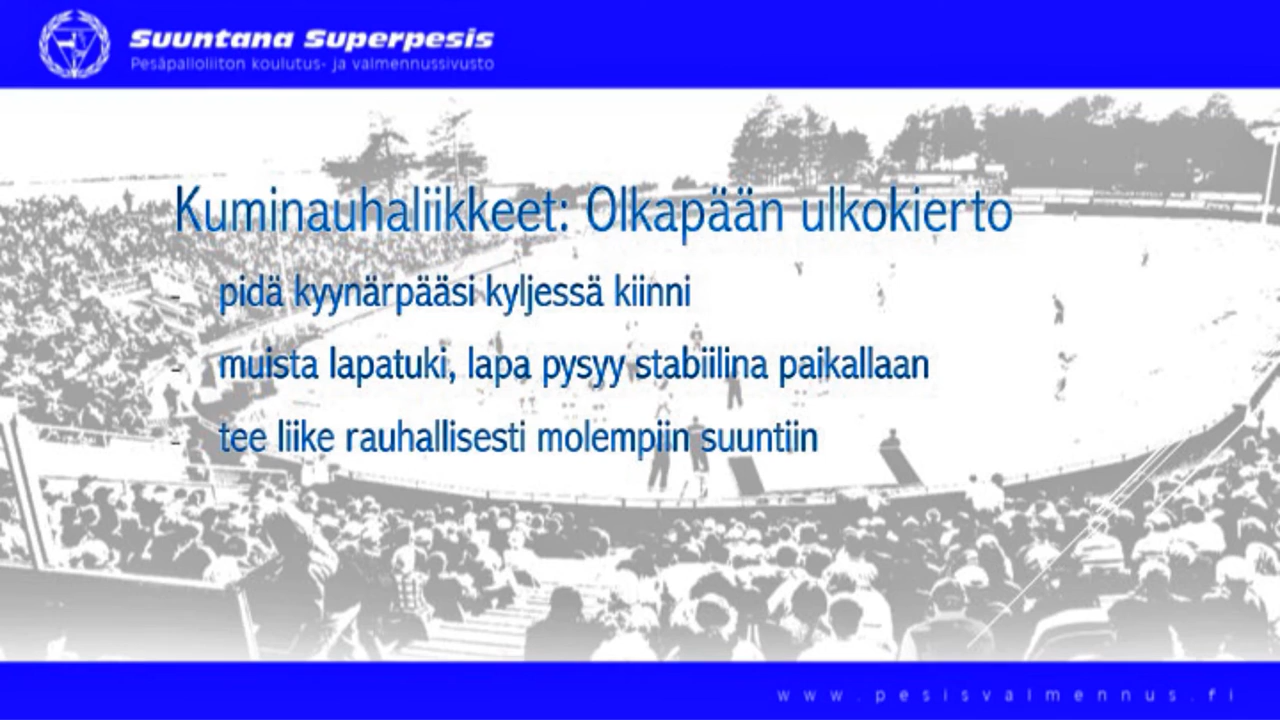 Suuntana Superpesis
Pesäpalloliiton koulutus- ja valmennussivusto
Kuminauhaliikkeet: Olkapään ulkokierto
- pidä kyynärpääsi kyljessä kiinni
- muista lapatuki, lapa pysyy stabiilina paikallaan
- tee liike rauhallisesti molempiin suuntiin
www.pesisvalmennus.fi